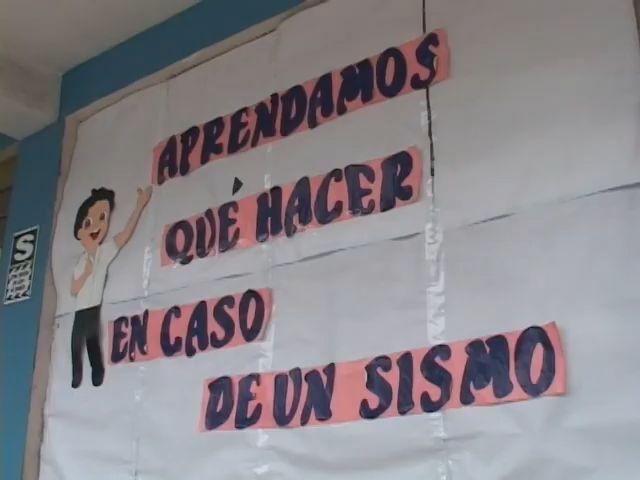 APRENDAMOS
QUÉ HACER
EN CASO
DE UN SISMO
S